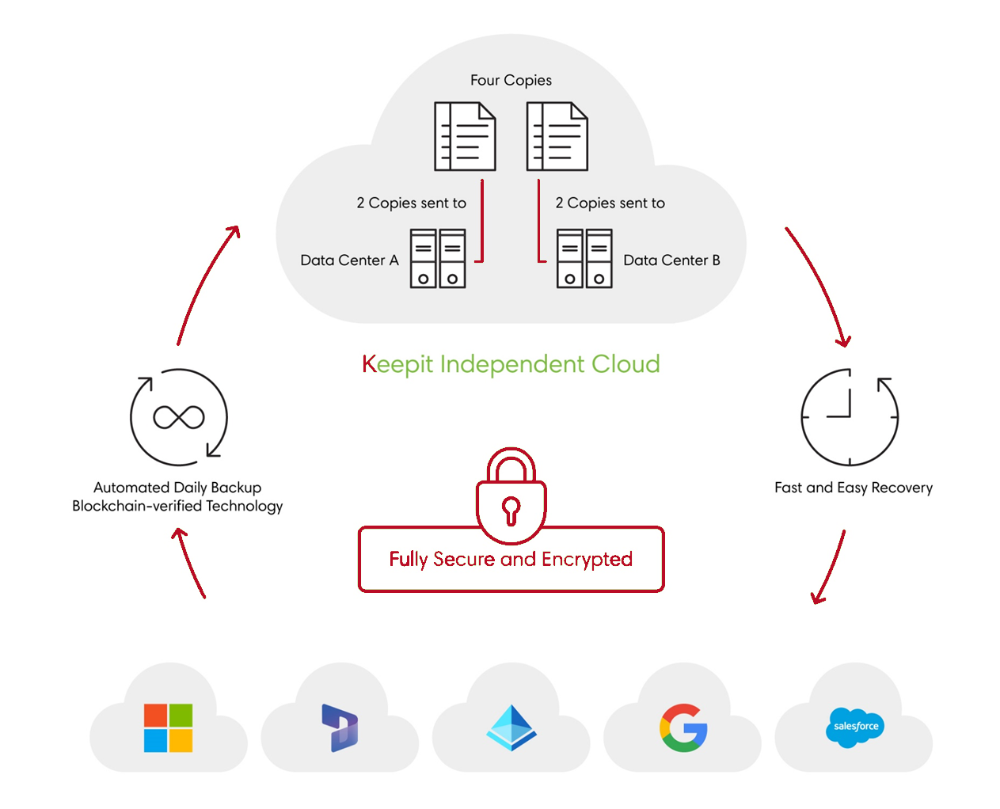 Four Copies
2 Copies sent to
2 Copies sent to
Data Center A
Data Center B
Keepit Independent Cloud
Automated Daily Backup
Blockchain-verified Technology
Fast and Easy Recovery
Fully Secure and Encrypted
salesforce